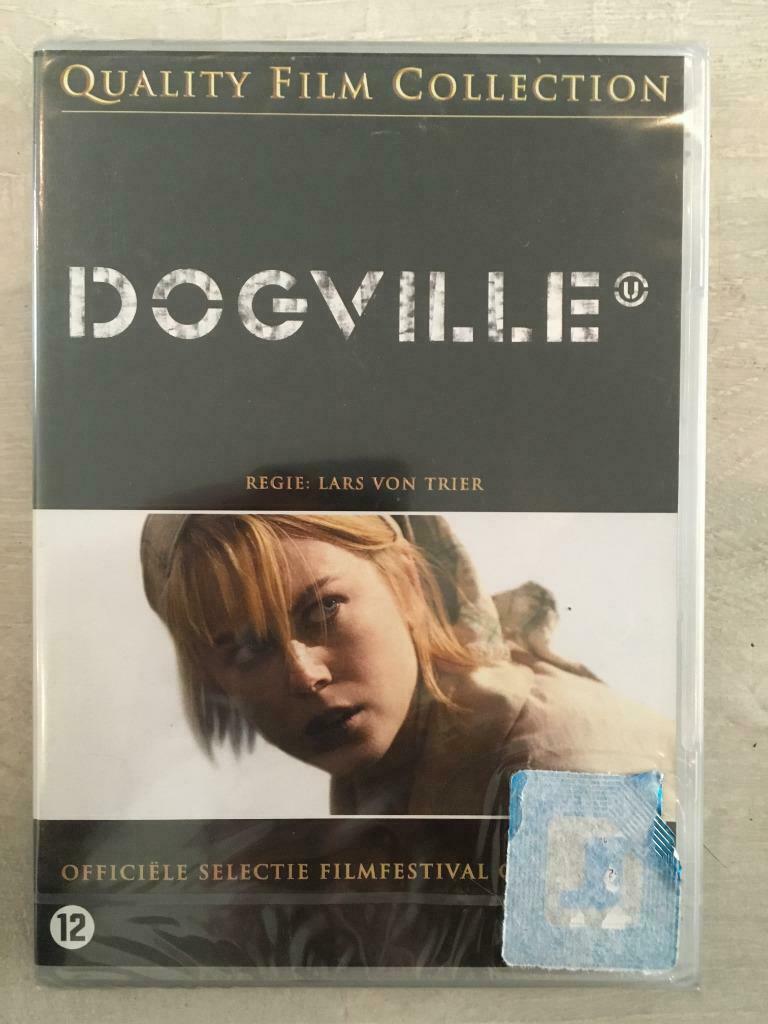 QUALITY FILM COLLECTION
DOGVILLE U
REGIE: LARS VON TRIER
OFFICIËLE SELECTIE FILMFESTIVAL
12